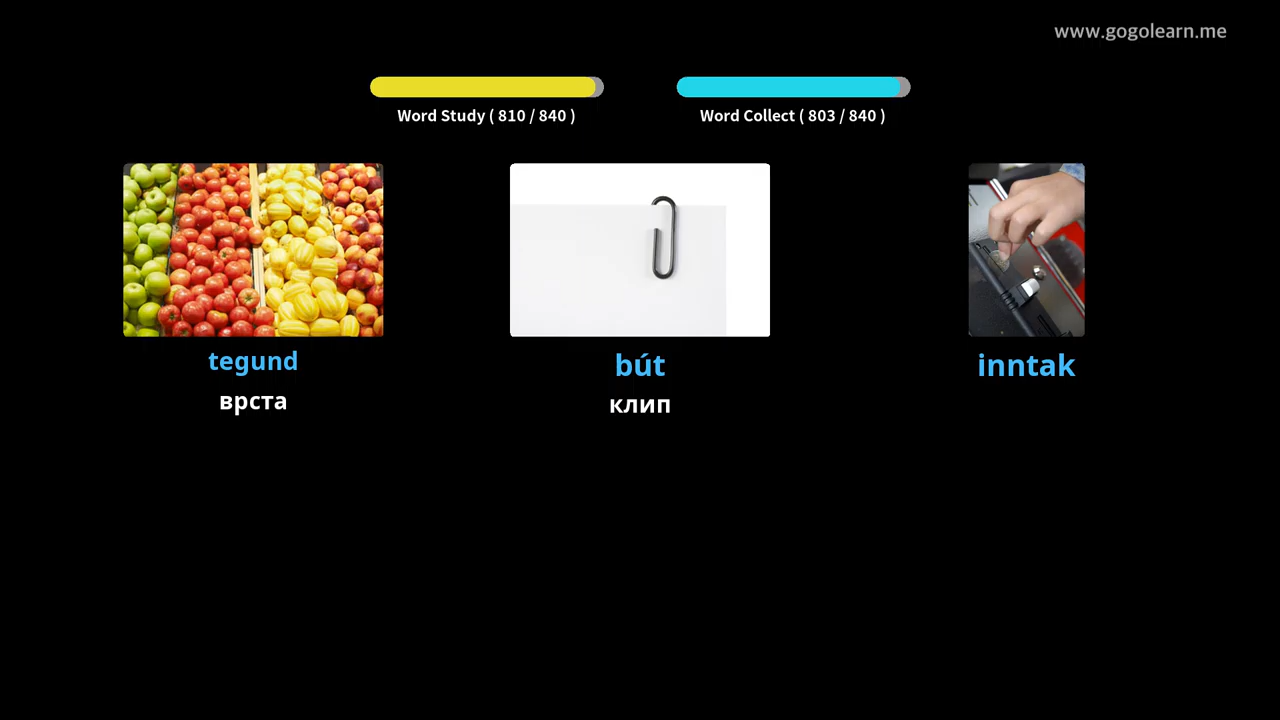 www.gogolearn.me
Word Study ( 810 / 840 )
Word Collect ( 803 / 840 )
tegund
врста
bút
клип
inntak